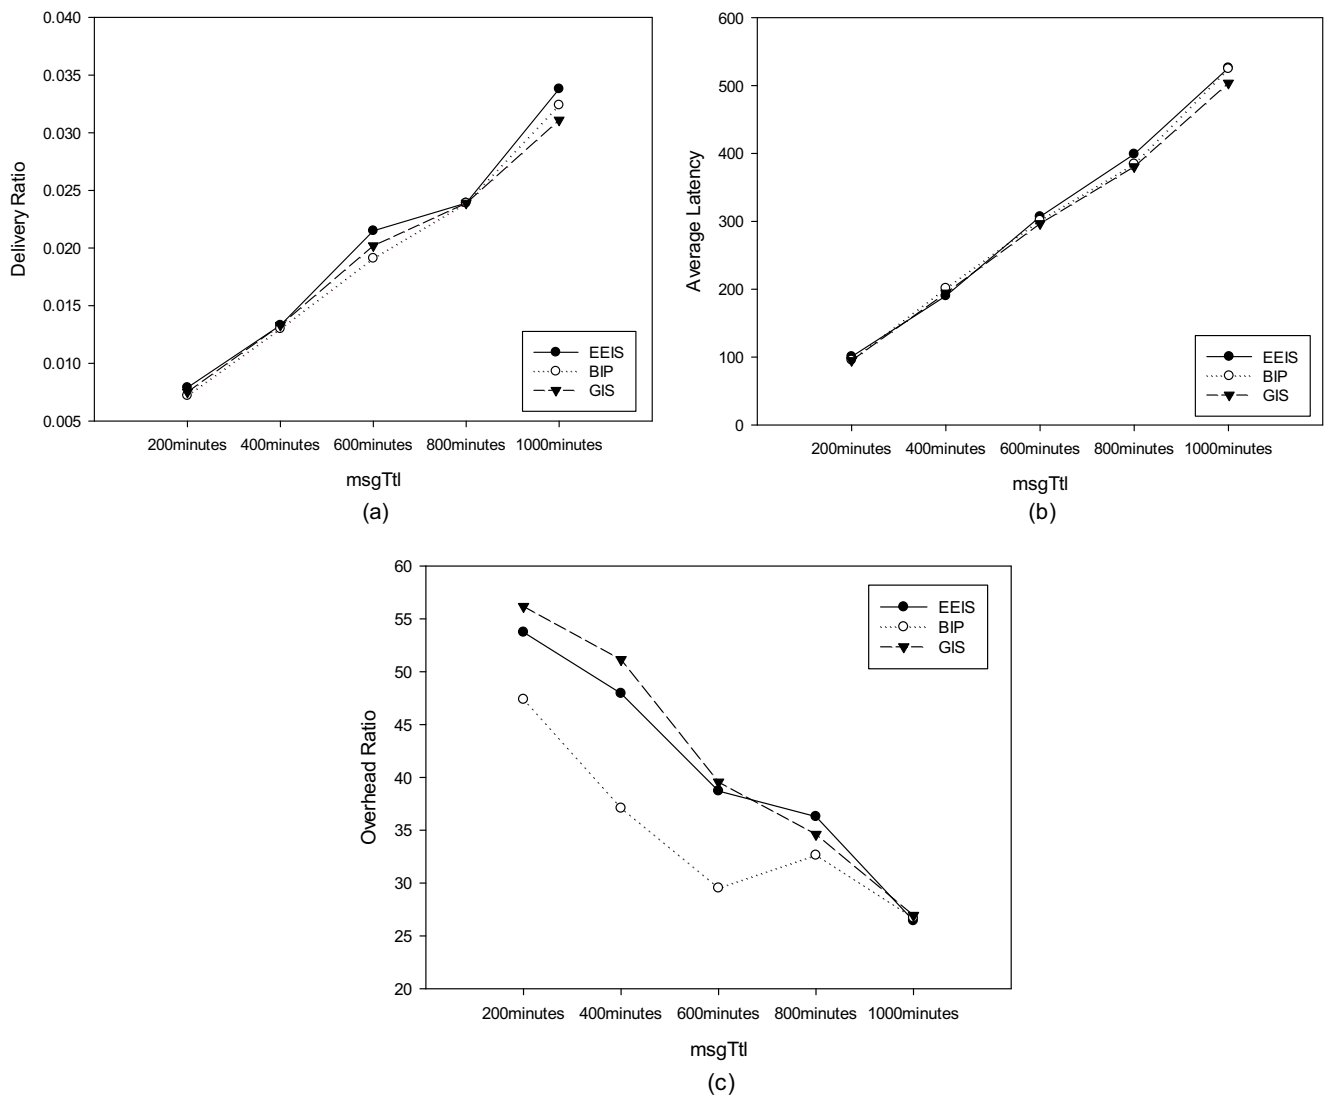 0.040
0.035
0.030
0.025
0.020
0.015
0.010
0.005
Delivery Ratio
EEIS
BIP
GIS
200minutes 400minutes 600minutes 800minutes 1000minutes
msgTtl
(a)
600
500
400
300
200
100
0
Average Latency
EEIS
BIP
GIS
200minutes 400minutes 600minutes 800minutes 1000minutes
msgTtl
(b)
60
55
50
45
40
35
30
25
20
Overhead Ratio
EEIS
BIP
GIS
200minutes 400minutes 600minutes 800minutes 1000minutes
msgTtl
(c)